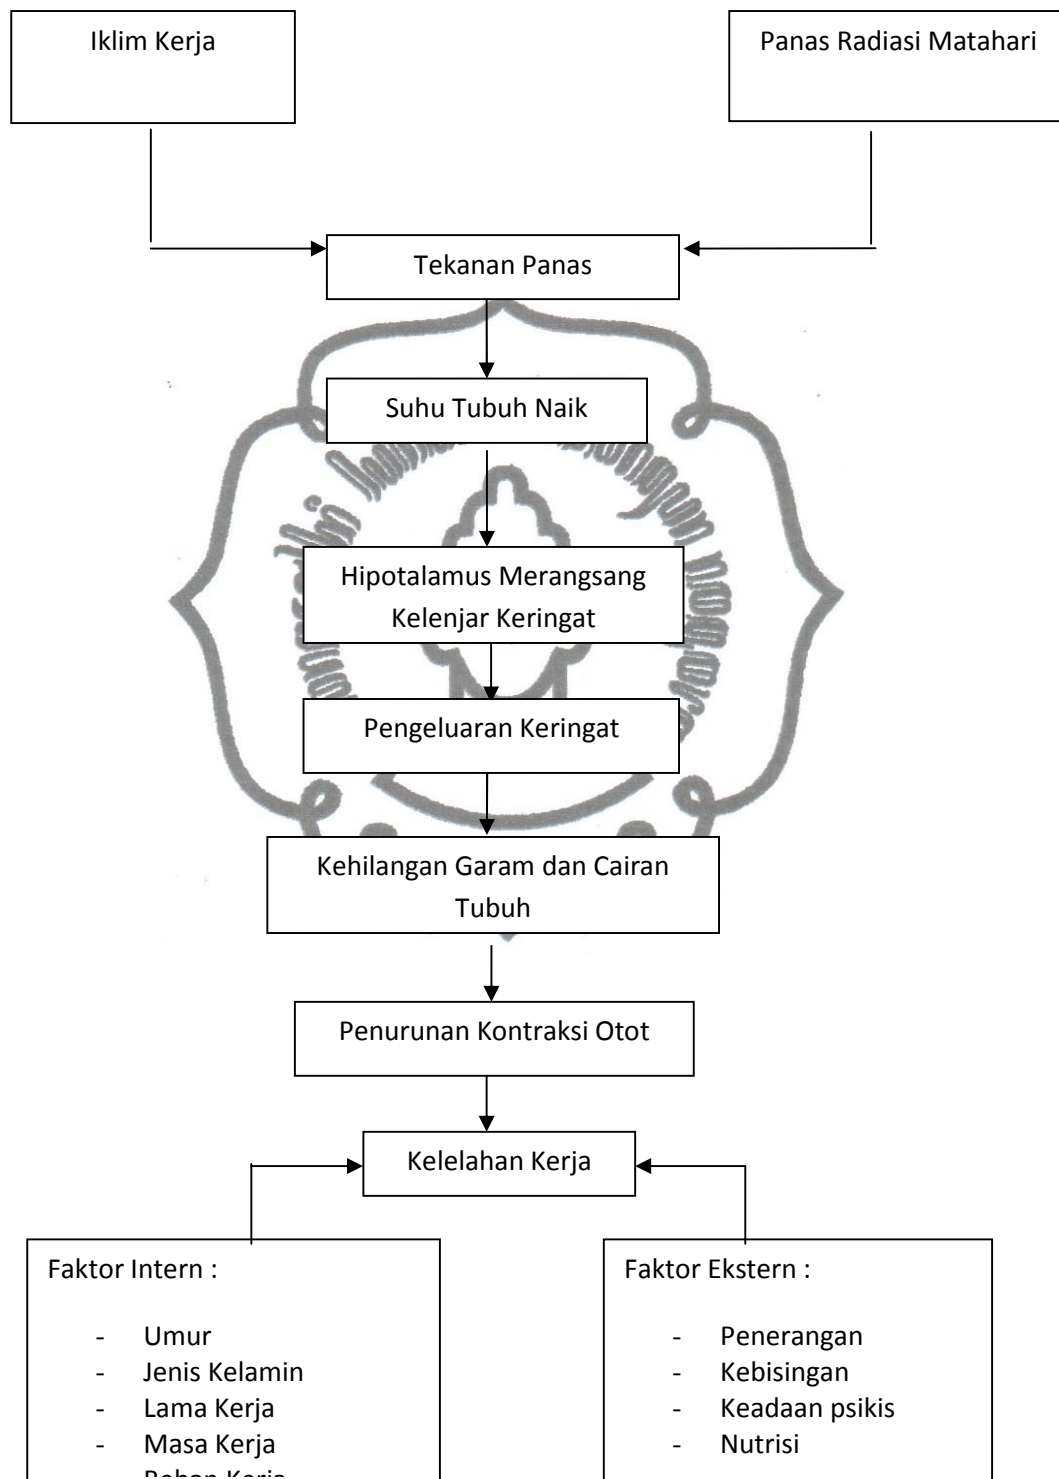 Iklim Kerja
Panas Radiasi Matahari
Tekanan Panas
Suhu Tubuh Naik
Hipotalamus Merangsang
Kelenjar Keringat
Pengeluaran Keringat
Kehilangan Garam dan Cairan
Tubuh
Penurunan Kontraksi Otot
Kelelahan Kerja
Faktor Intern :
- Umur
- Jenis Kelamin
- Lama Kerja
- Masa Kerja
- Beban Kerja
Faktor Ekstern :
- Penerangan
- Kebisingan
- Keadaan psikis
- Nutrisi